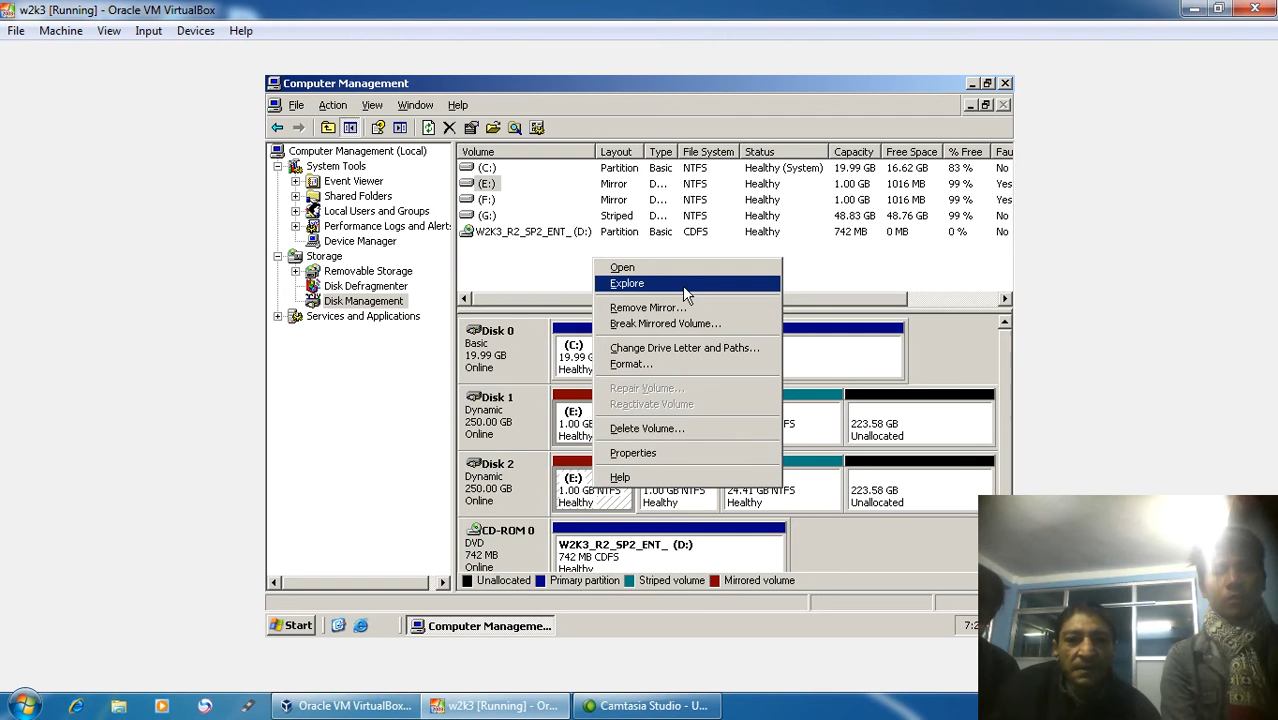 w2k3 [Running] - Oracle VM VirtualBox
File Machine View Input Devices Help
Computer Management
File Action View Window Help
Computer Management (Local)
System Tools
Event Viewer
Shared Folders
Local Users and Groups
Performance Logs and Alert:
Device Manager
Storage
Removable Storage
Disk Defragmenter
Disk Management
Services and Applications
Volume Layout Type File System Status Capacity Free Space % Free Fau
(C:) Partition Basic NTFS Healthy (System) 19.99 GB 16.62 GB 83 % No
(E:) Mirror D... NTFS Healthy 1.00 GB 1016 MB 99 % Yes
(F:) Mirror D... NTFS Healthy 1.00 GB 1016 MB 99 % Yes
(G:) Striped D... NTFS Healthy 48.83 GB 48.76 GB 99 % No
W2K3_R2_SP2_ENT_ (D:) Partition Basic CDFS Healthy 742 MB 0 MB 0 % No
Open
Explore
Remove Mirror...
Break Mirrored Volume...
Change Drive Letter and Paths...
Format...
Repair Volume...
Reactivate Volume
Delete Volume...
Properties
Help
Disk 0
Basic
19.99 GB
Online
(C:)
19.99
Health
Disk 1
Dynamic
250.00 GB
Online
(E:)
1.00 G
Healthy
223.58 GB
Unallocated
Disk 2
Dynamic
250.00 GB
Online
(E:)
1.00 GB NTFS
Healthy
1.00 GB NTFS
Healthy
24.41 GB NTFS
Healthy
223.58 GB
Unallocated
CD-ROM 0
DVD
742 MB
Online
W2K3_R2_SP2_ENT_ (D:)
742 MB CDFS
Healthy
Unallocated Primary partition Striped volume Mirrored volume
Start Computer Manageme... 7:2
Oracle VM VirtualBox... w2k3 [Running] - Or... Camtasia Studio - U...